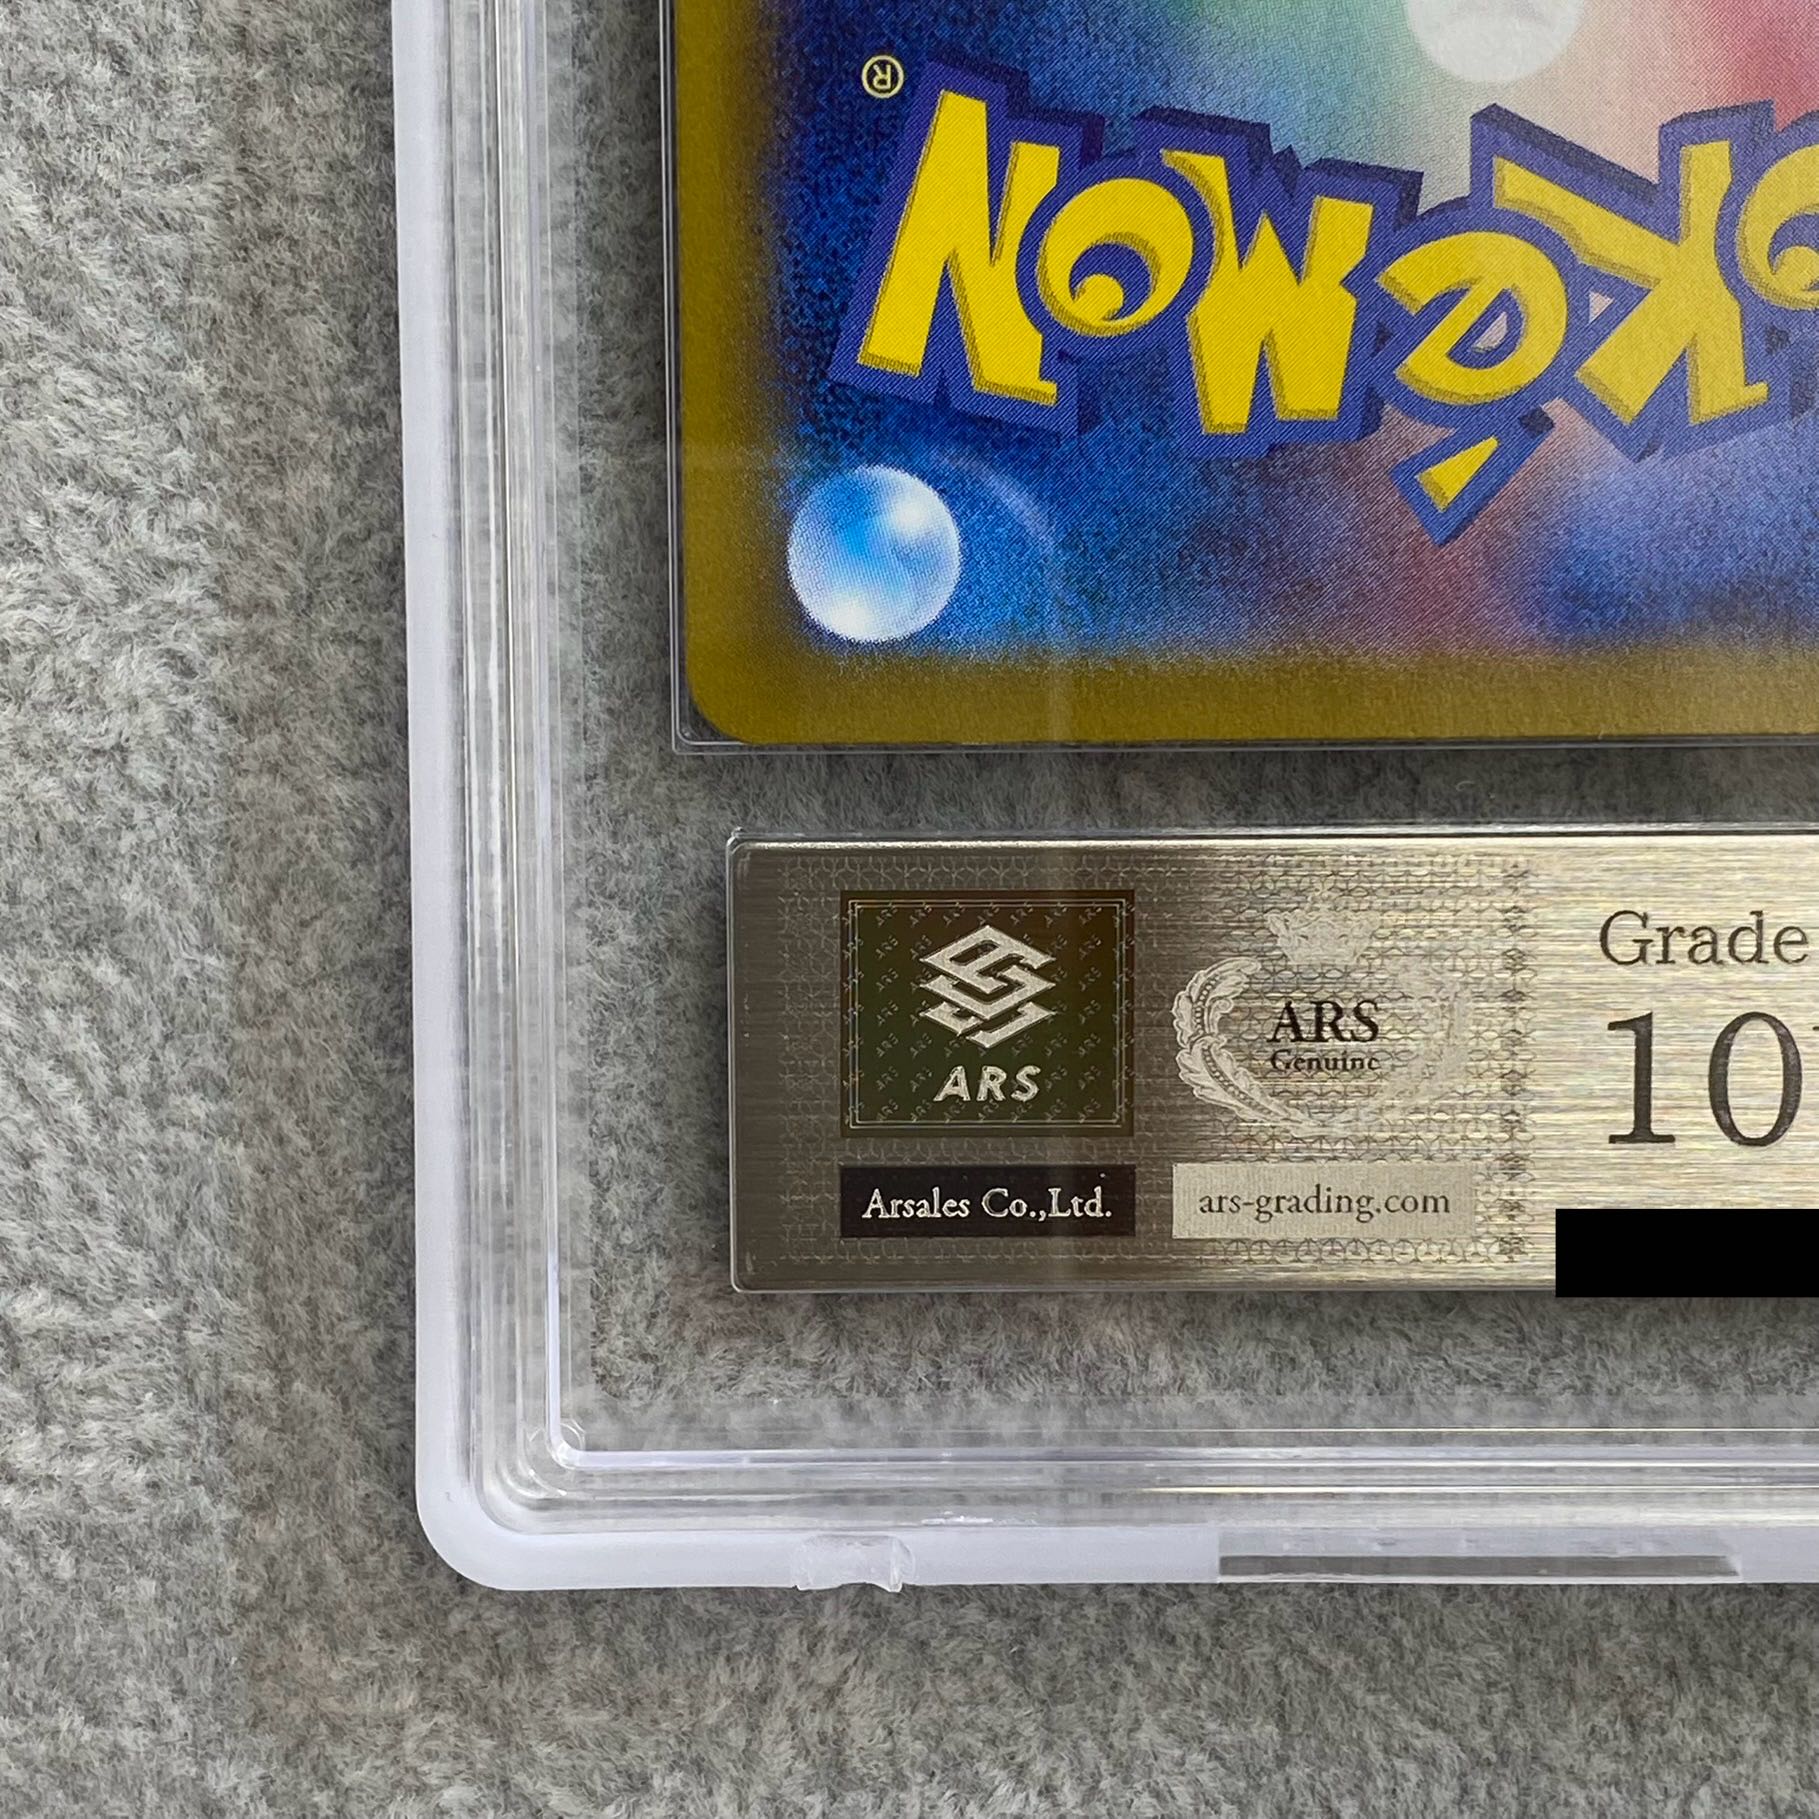 ®
POKéMON
ARS
ARS
Genuine
Arsales Co.,Ltd.
ars-grading.com
Grade
10